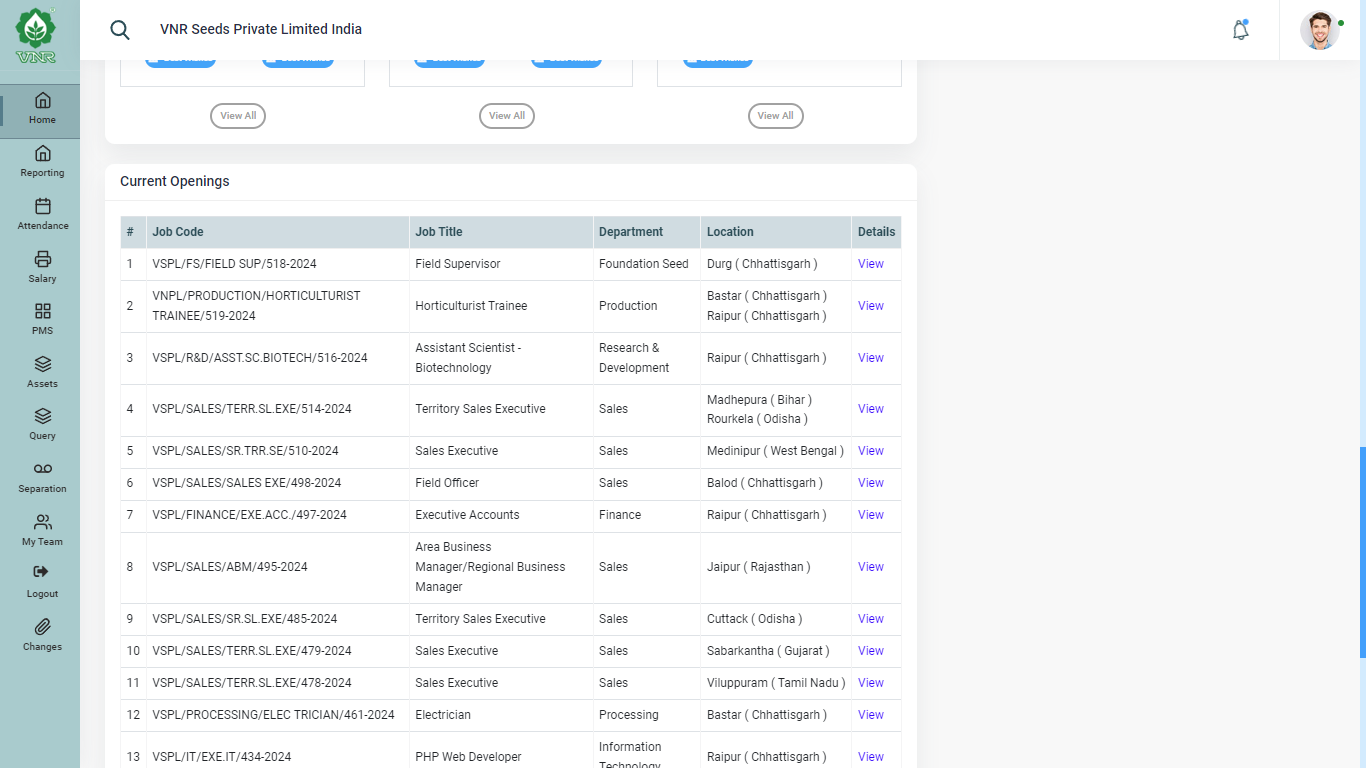 VNR
VNR Seeds Private Limited India
Home
Reporting
Attendance
Salary
PMS
Assets
Query
Separation
My Team
Logout
Changes
View All View All View All
Current Openings
# Job Code Job Title Department Location Details
1 VSPL/FS/FIELD SUP/518-2024 Field Supervisor Foundation Seed Durg ( Chhattisgarh ) View
2 VNPL/PRODUCTION/HORTICULTURIST
TRAINEE/519-2024 Horticulturist Trainee Production Bastar ( Chhattisgarh )
Raipur ( Chhattisgarh ) View
3 VSPL/R&D/ASST.SC.BIOTECH/516-2024 Assistant Scientist -
Biotechnology Research &
Development Raipur ( Chhattisgarh ) View
4 VSPL/SALES/TERR.SL.EXE/514-2024 Territory Sales Executive Sales Madhepura ( Bihar )
Rourkela ( Odisha ) View
5 VSPL/SALES/SR.TRR.SE/510-2024 Sales Executive Sales Medinipur ( West Bengal ) View
6 VSPL/SALES/SALES EXE/498-2024 Field Officer Sales Balod ( Chhattisgarh ) View
7 VSPL/FINANCE/EXE.ACC./497-2024 Executive Accounts Finance Raipur ( Chhattisgarh ) View
8 VSPL/SALES/ABM/495-2024 Area Business
Manager/Regional Business
Manager Sales Jaipur ( Rajasthan ) View
9 VSPL/SALES/SR.SL.EXE/485-2024 Territory Sales Executive Sales Cuttack ( Odisha ) View
10 VSPL/SALES/TERR.SL.EXE/479-2024 Sales Executive Sales Sabarkantha ( Gujarat ) View
11 VSPL/SALES/TERR.SL.EXE/478-2024 Sales Executive Sales Viluppuram ( Tamil Nadu ) View
12 VSPL/PROCESSING/ELEC TRICIAN/461-2024 Electrician Processing Bastar ( Chhattisgarh ) View
13 VSPL/IT/EXE.IT/434-2024 PHP Web Developer Information
Technology Raipur ( Chhattisgarh ) View